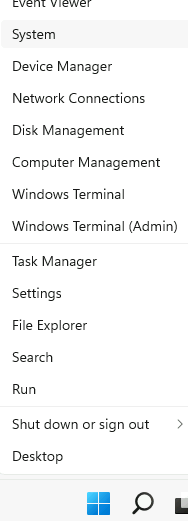 Event Viewer
System
Device Manager
Network Connections
Disk Management
Computer Management
Windows Terminal
Windows Terminal (Admin)
Task Manager
Settings
File Explorer
Search
Run
Shut down or sign out
Desktop